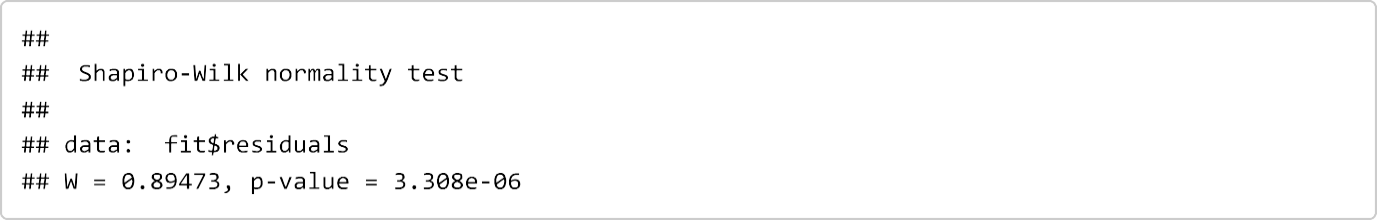 ##
##  Shapiro-Wilk normality test
##
## data:  fit$residuals
## W = 0.89473, p-value = 3.308e-06